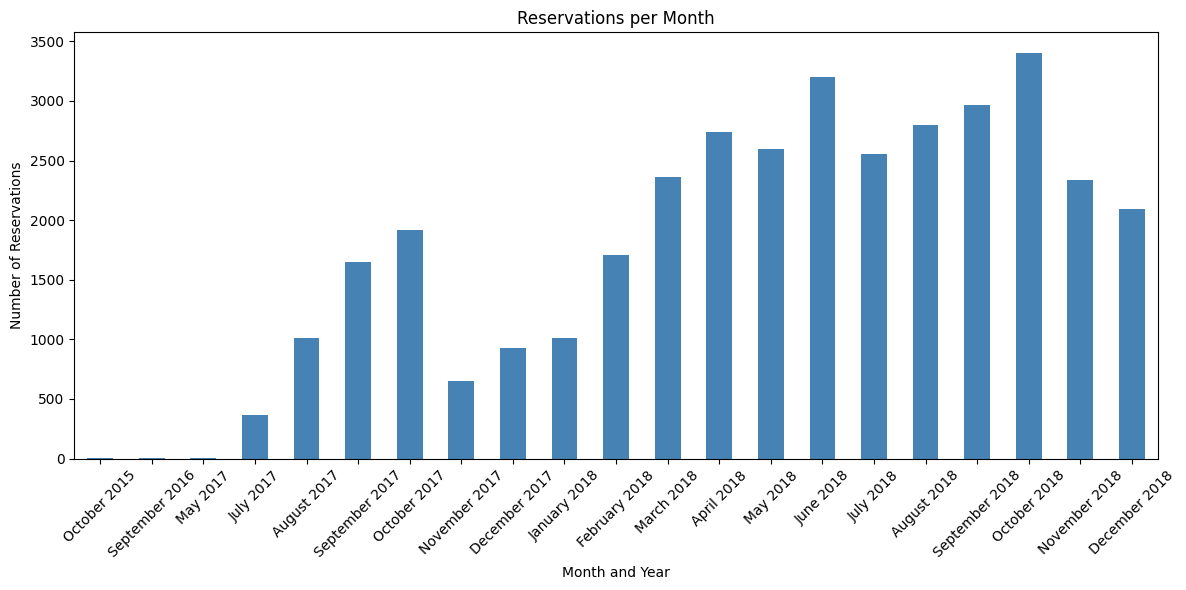 Reservations per Month
Number of Reservations
3500
3000
2500
2000
1500
1000
500
0
October 2015
September 2016
May 2017
July 2017
August 2017
September 2017
October 2017
November 2017
December 2017
January 2018
February 2018
March 2018
April 2018
May 2018
June 2018
July 2018
August 2018
September 2018
October 2018
November 2018
December 2018
Month and Year